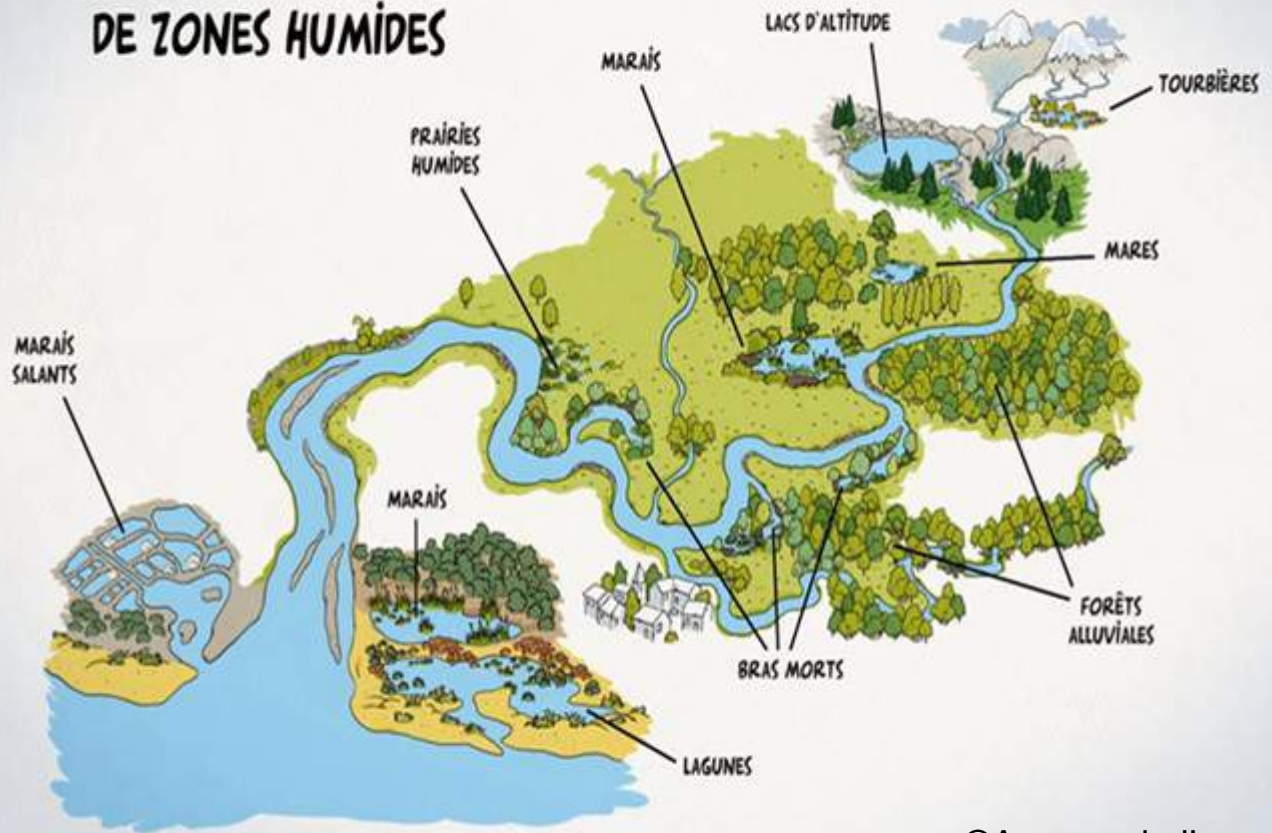 DE ZONES HUMIDES
LACS D'ALTITUDE
MARAIS
TOURBIÈRES
PRAIRIES
HUMIDES
MARES
MARAIS
SALANTS
MARAIS
FORÊTS
ALLUVIALES
BRAS MORTS
LAGUNES